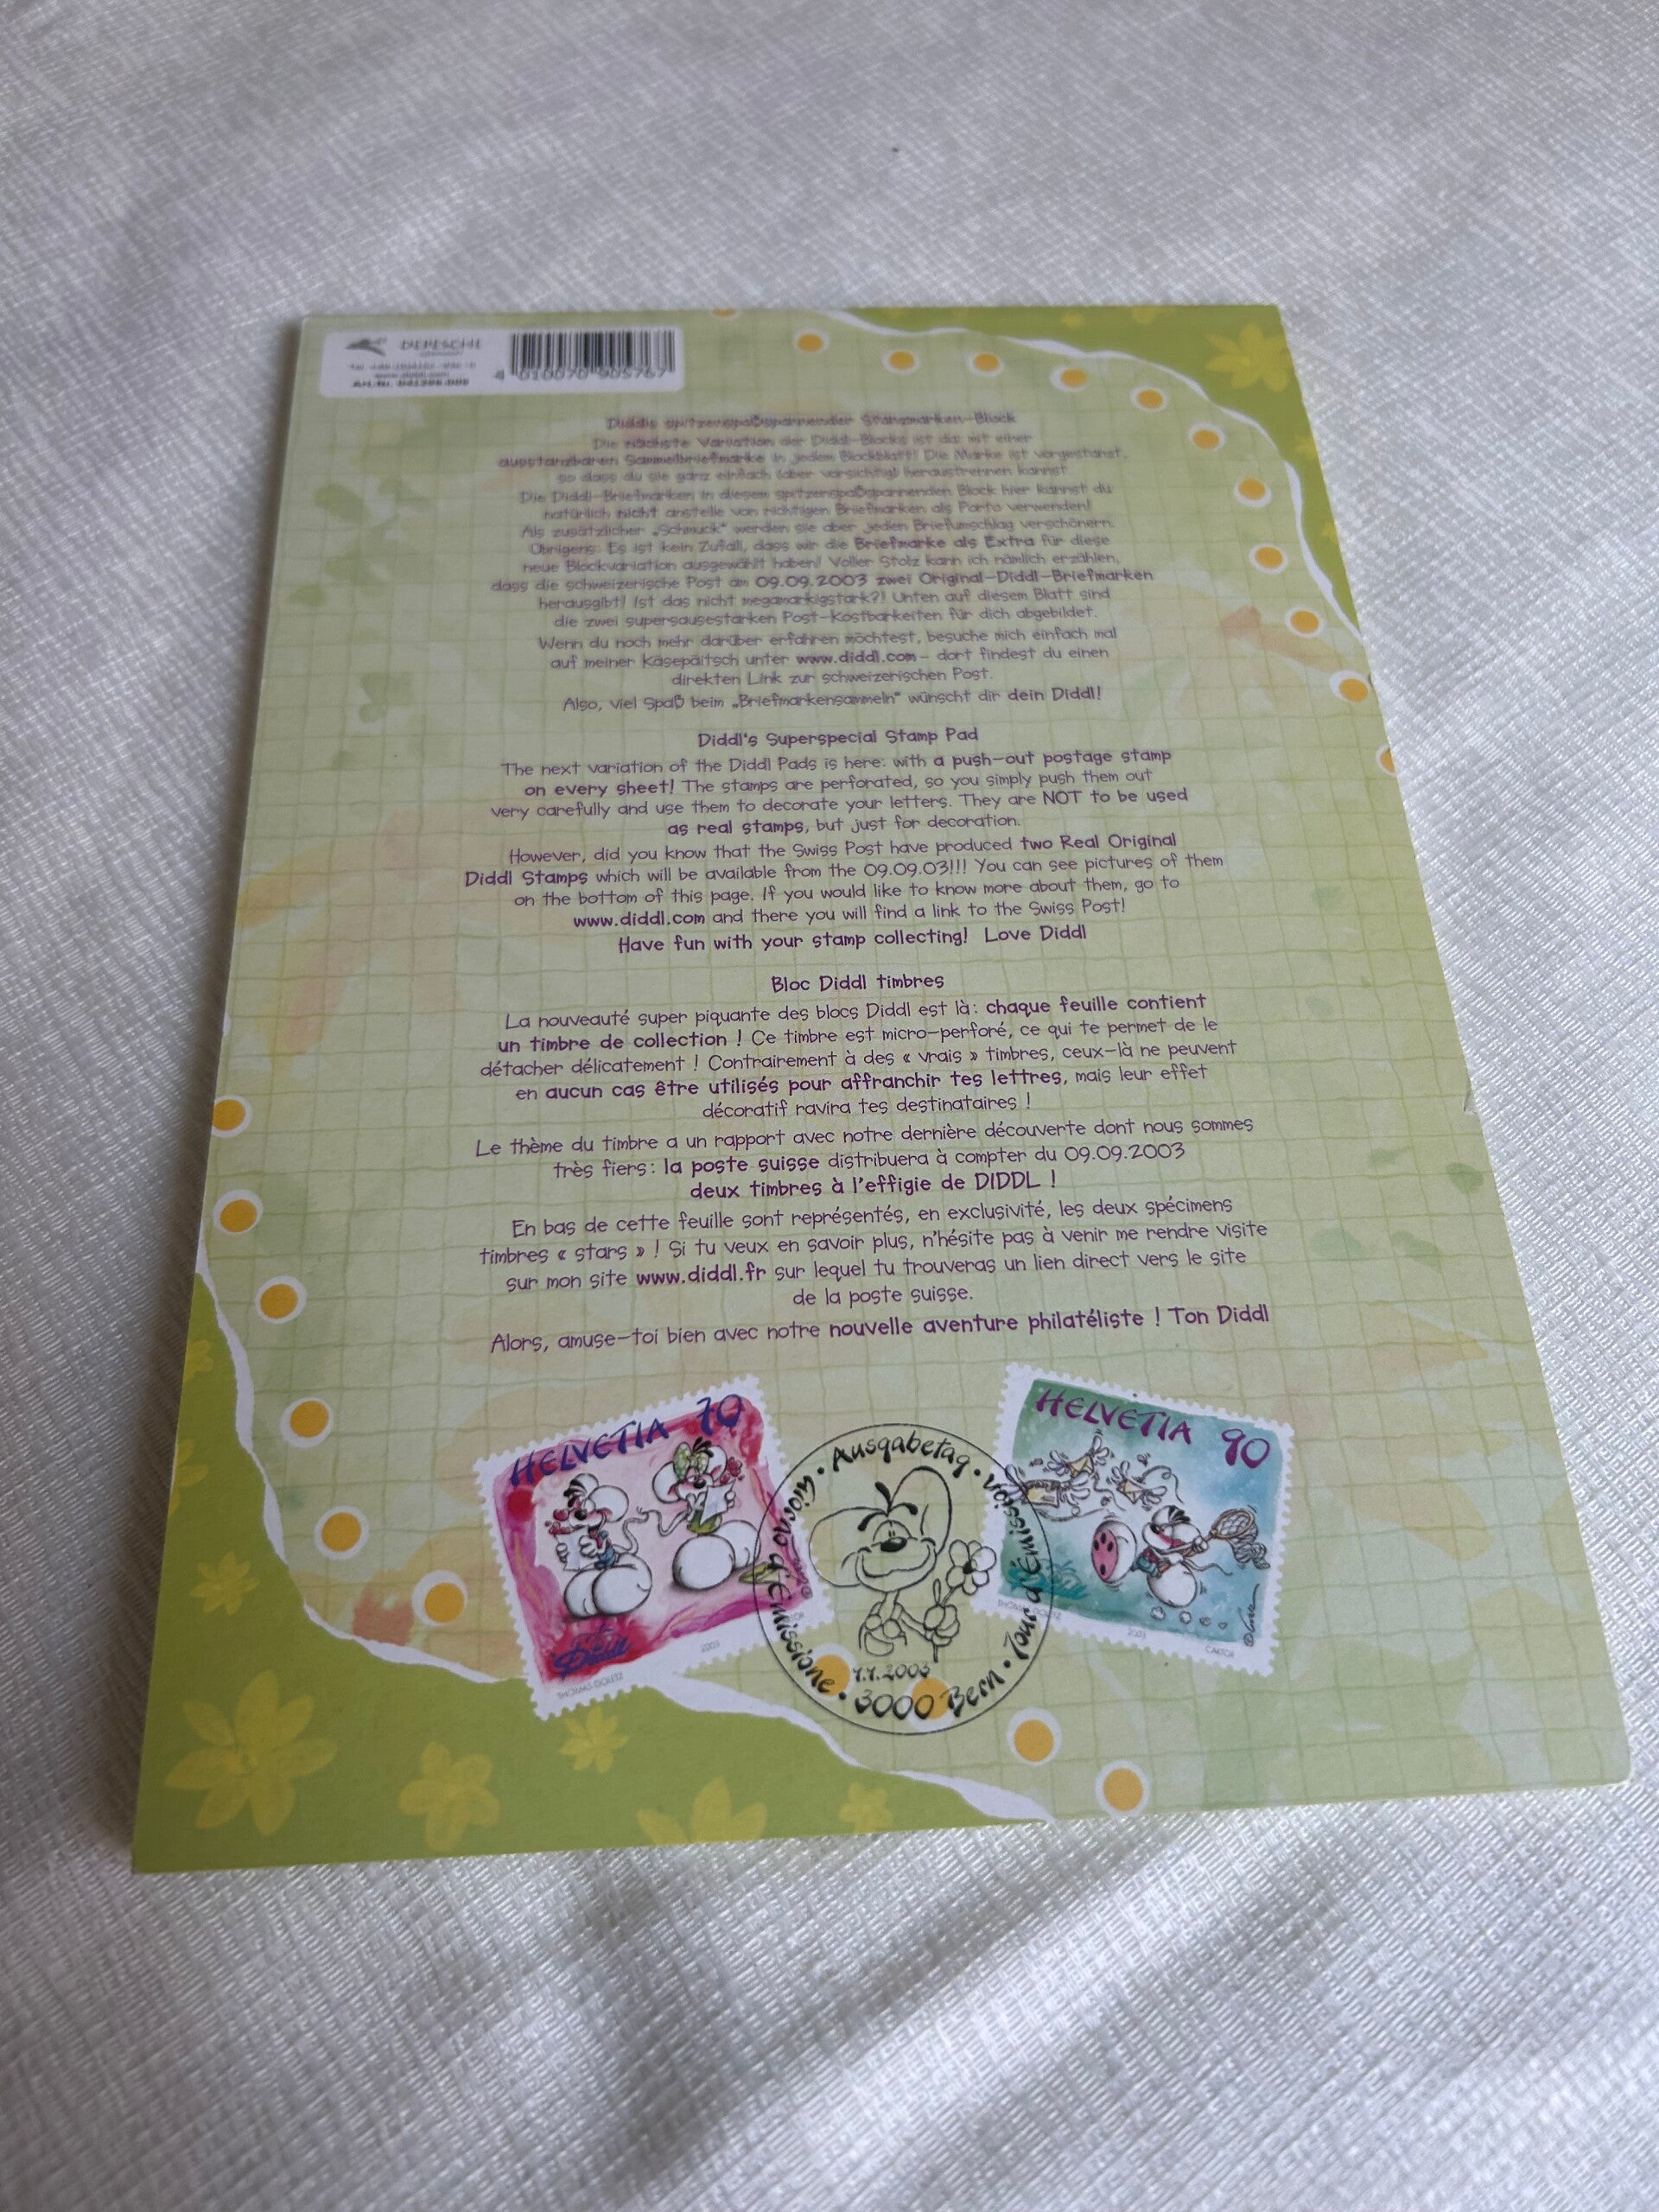 DEPESCHE
GERMANY
www.diddl.com
4 010070 905767
Diddls spitzenspaßspannender Stanzmarken-Block
Die nächste Variation der Diddl-Blocks ist da: mit einer
ausstanzbaren Sammelbriefmarke in jedem Blockblatt! Die Marke ist vorgestanzt,
so dass du sie ganz einfach (aber vorsichtig) heraustrennen kannst.
Die Diddl-Briefmarken in diesem spitzenspaßspannenden Block hier kannst du
natürlich nicht anstelle von richtigen Briefmarken als Porto verwenden!
Als zusätzlicher „Schmuck“ werden sie aber jeden Briefumschlag verschönern.
Übrigens: Es ist kein Zufall, dass wir die Briefmarke als Extra für diese
neue Blockvariation ausgewählt haben! Voller Stolz kann ich nämlich erzählen,
dass die schweizerische Post am 09.09.2003 zwei Original-Diddl-Briefmarken
herausgibt! Ist das nicht megamarkigstark?! Unten auf diesem Blatt sind
die zwei supersausestarken Post-Kostbarkeiten für dich abgebildet.
Wenn du noch mehr darüber erfahren möchtest, besuche mich einfach mal
auf meiner Käsepäitsch unter www.diddl.com - dort findest du einen
direkten Link zur schweizerischen Post.
Also, viel Spaß beim „Briefmarkensammeln“ wünscht dir dein Diddl!
Diddl's Superspecial Stamp Pad
The next variation of the Diddl Pads is here: with a push-out postage stamp
on every sheet! The stamps are perforated, so you simply push them out
very carefully and use them to decorate your letters. They are NOT to be used
as real stamps, but just for decoration.
However, did you know that the Swiss Post have produced two Real Original
Diddl Stamps which will be available from the 09.09.03!!! You can see pictures of them
on the bottom of this page. If you would like to know more about them, go to
www.diddl.com and there you will find a link to the Swiss Post!
Have fun with your stamp collecting! Love Diddl
Bloc Diddl timbres
La nouveauté super piquante des blocs Diddl est là : chaque feuille contient
un timbre de collection ! Ce timbre est micro-perforé, ce qui te permet de le
détacher délicatement ! Contrairement à des « vrais » timbres, ceux-là ne peuvent
en aucun cas être utilisés pour affranchir tes lettres, mais leur effet
décoratif ravira tes destinataires !
Le thème du timbre a un rapport avec notre dernière découverte dont nous sommes
très fiers : la poste suisse distribuera à compter du 09.09.2003
deux timbres à l'effigie de DIDDL !
En bas de cette feuille sont représentés, en exclusivité, les deux spécimens
timbres « stars » ! Si tu veux en savoir plus, n'hésite pas à venir me rendre visite
sur mon site www.diddl.fr sur lequel tu trouveras un lien direct vers le site
de la poste suisse.
Alors, amuse-toi bien avec notre nouvelle aventure philatéliste ! Ton Diddl
HELVETIA 70
THOMAS GOLETZ
2003
Ausgabetag • Jour d'Émission • 3000 Bern • Giorno d'Emissione
HELVETIA 90
THOMAS GOLETZ
2003
CARTOR